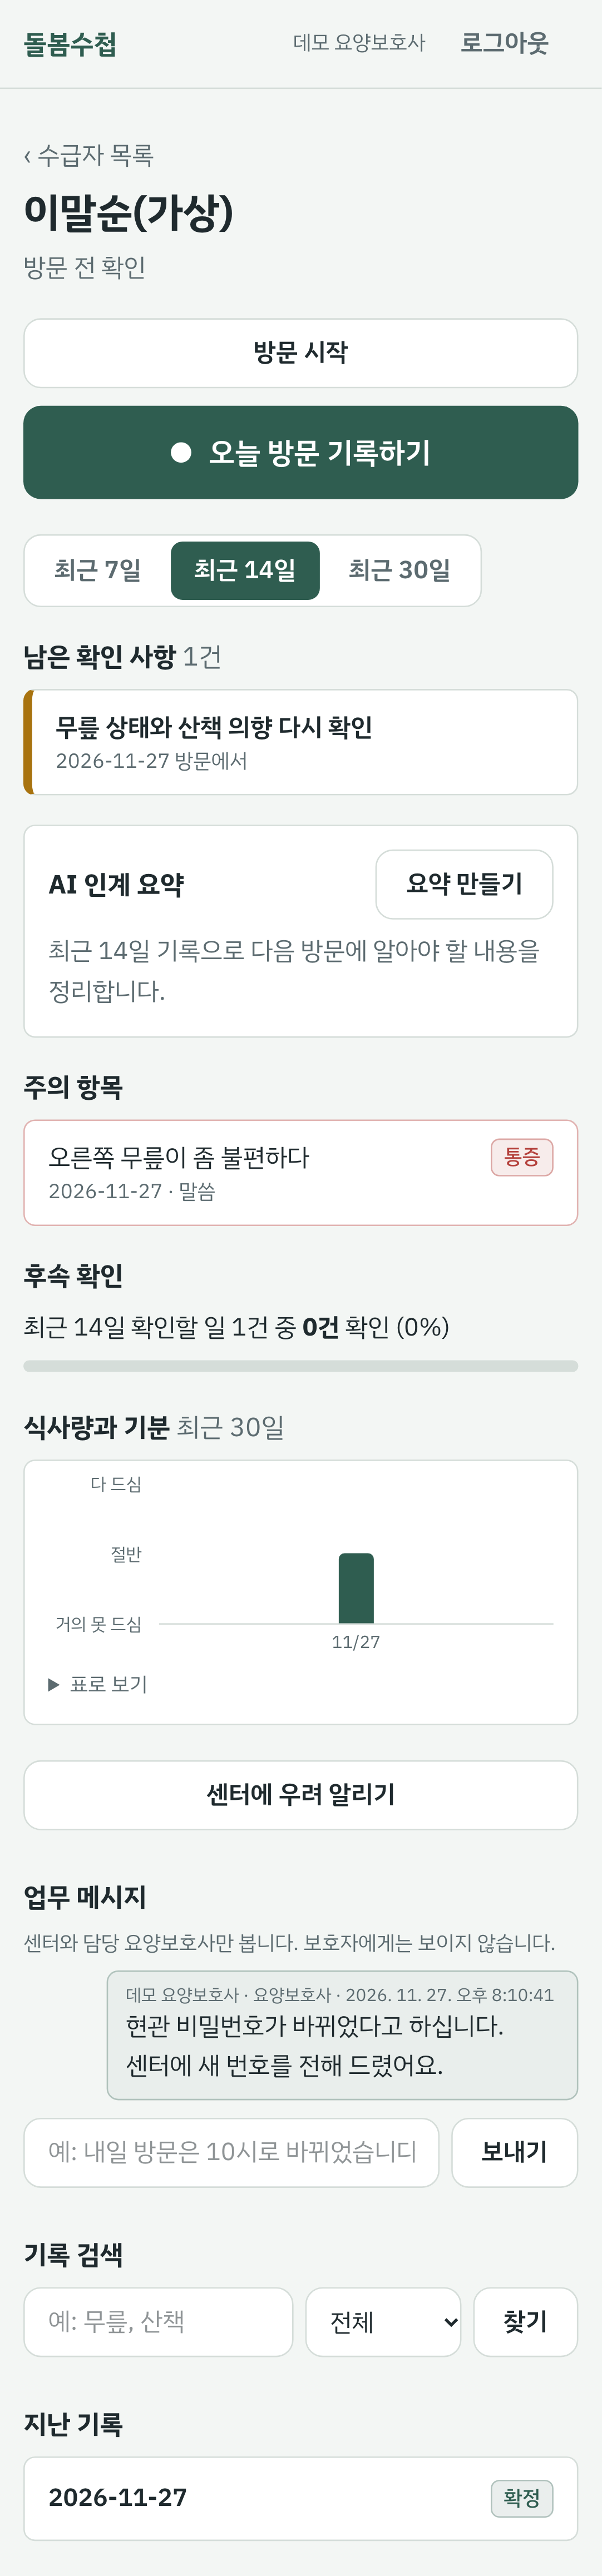 돌봄수첩
데모 요양보호사
로그아웃
‹ 수급자 목록
이말순(가상)
방문 전 확인
방문 시작
오늘 방문 기록하기
최근 7일
최근 14일
최근 30일
남은 확인 사항 1건
무릎 상태와 산책 의향 다시 확인
2026-11-27 방문에서
AI 인계 요약
요약 만들기
최근 14일 기록으로 다음 방문에 알아야 할 내용을
정리합니다.
주의 항목
오른쪽 무릎이 좀 불편하다
통증
2026-11-27 · 말씀
후속 확인
최근 14일 확인할 일 1건 중 0건 확인 (0%)
식사량과 기분 최근 30일
다 드심
절반
거의 못 드심
11/27
▶ 표로 보기
센터에 우려 알리기
업무 메시지
센터와 담당 요양보호사만 봅니다. 보호자에게는 보이지 않습니다.
데모 요양보호사 · 요양보호사 · 2026. 11. 27. 오후 8:10:41
현관 비밀번호가 바뀌었다고 하십니다.
센터에 새 번호를 전해 드렸어요.
예: 내일 방문은 10시로 바뀌었습니디
보내기
기록 검색
예: 무릎, 산책
전체
찾기
지난 기록
2026-11-27
확정